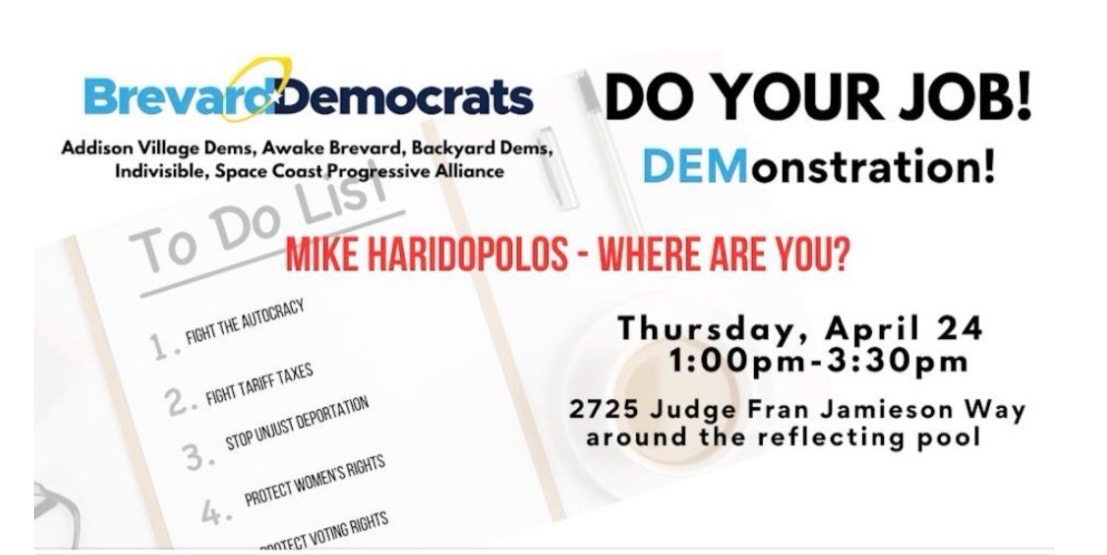 BrevardDemocrats
Addison Village Dems, Awake Brevard, Backyard Dems,
Indivisible, Space Coast Progressive Alliance
DO YOUR JOB!
DEMonstration!
MIKE HARIDOPOLOS - WHERE ARE YOU?
To Do List
1. FIGHT THE AUTOCRACY
2. FIGHT TARIFF TAXES
3. STOP UNJUST DEPORTATION
4. PROTECT WOMEN'S RIGHTS
PROTECT VOTING RIGHTS
Thursday, April 24
1:00pm-3:30pm
2725 Judge Fran Jamieson Way
around the reflecting pool